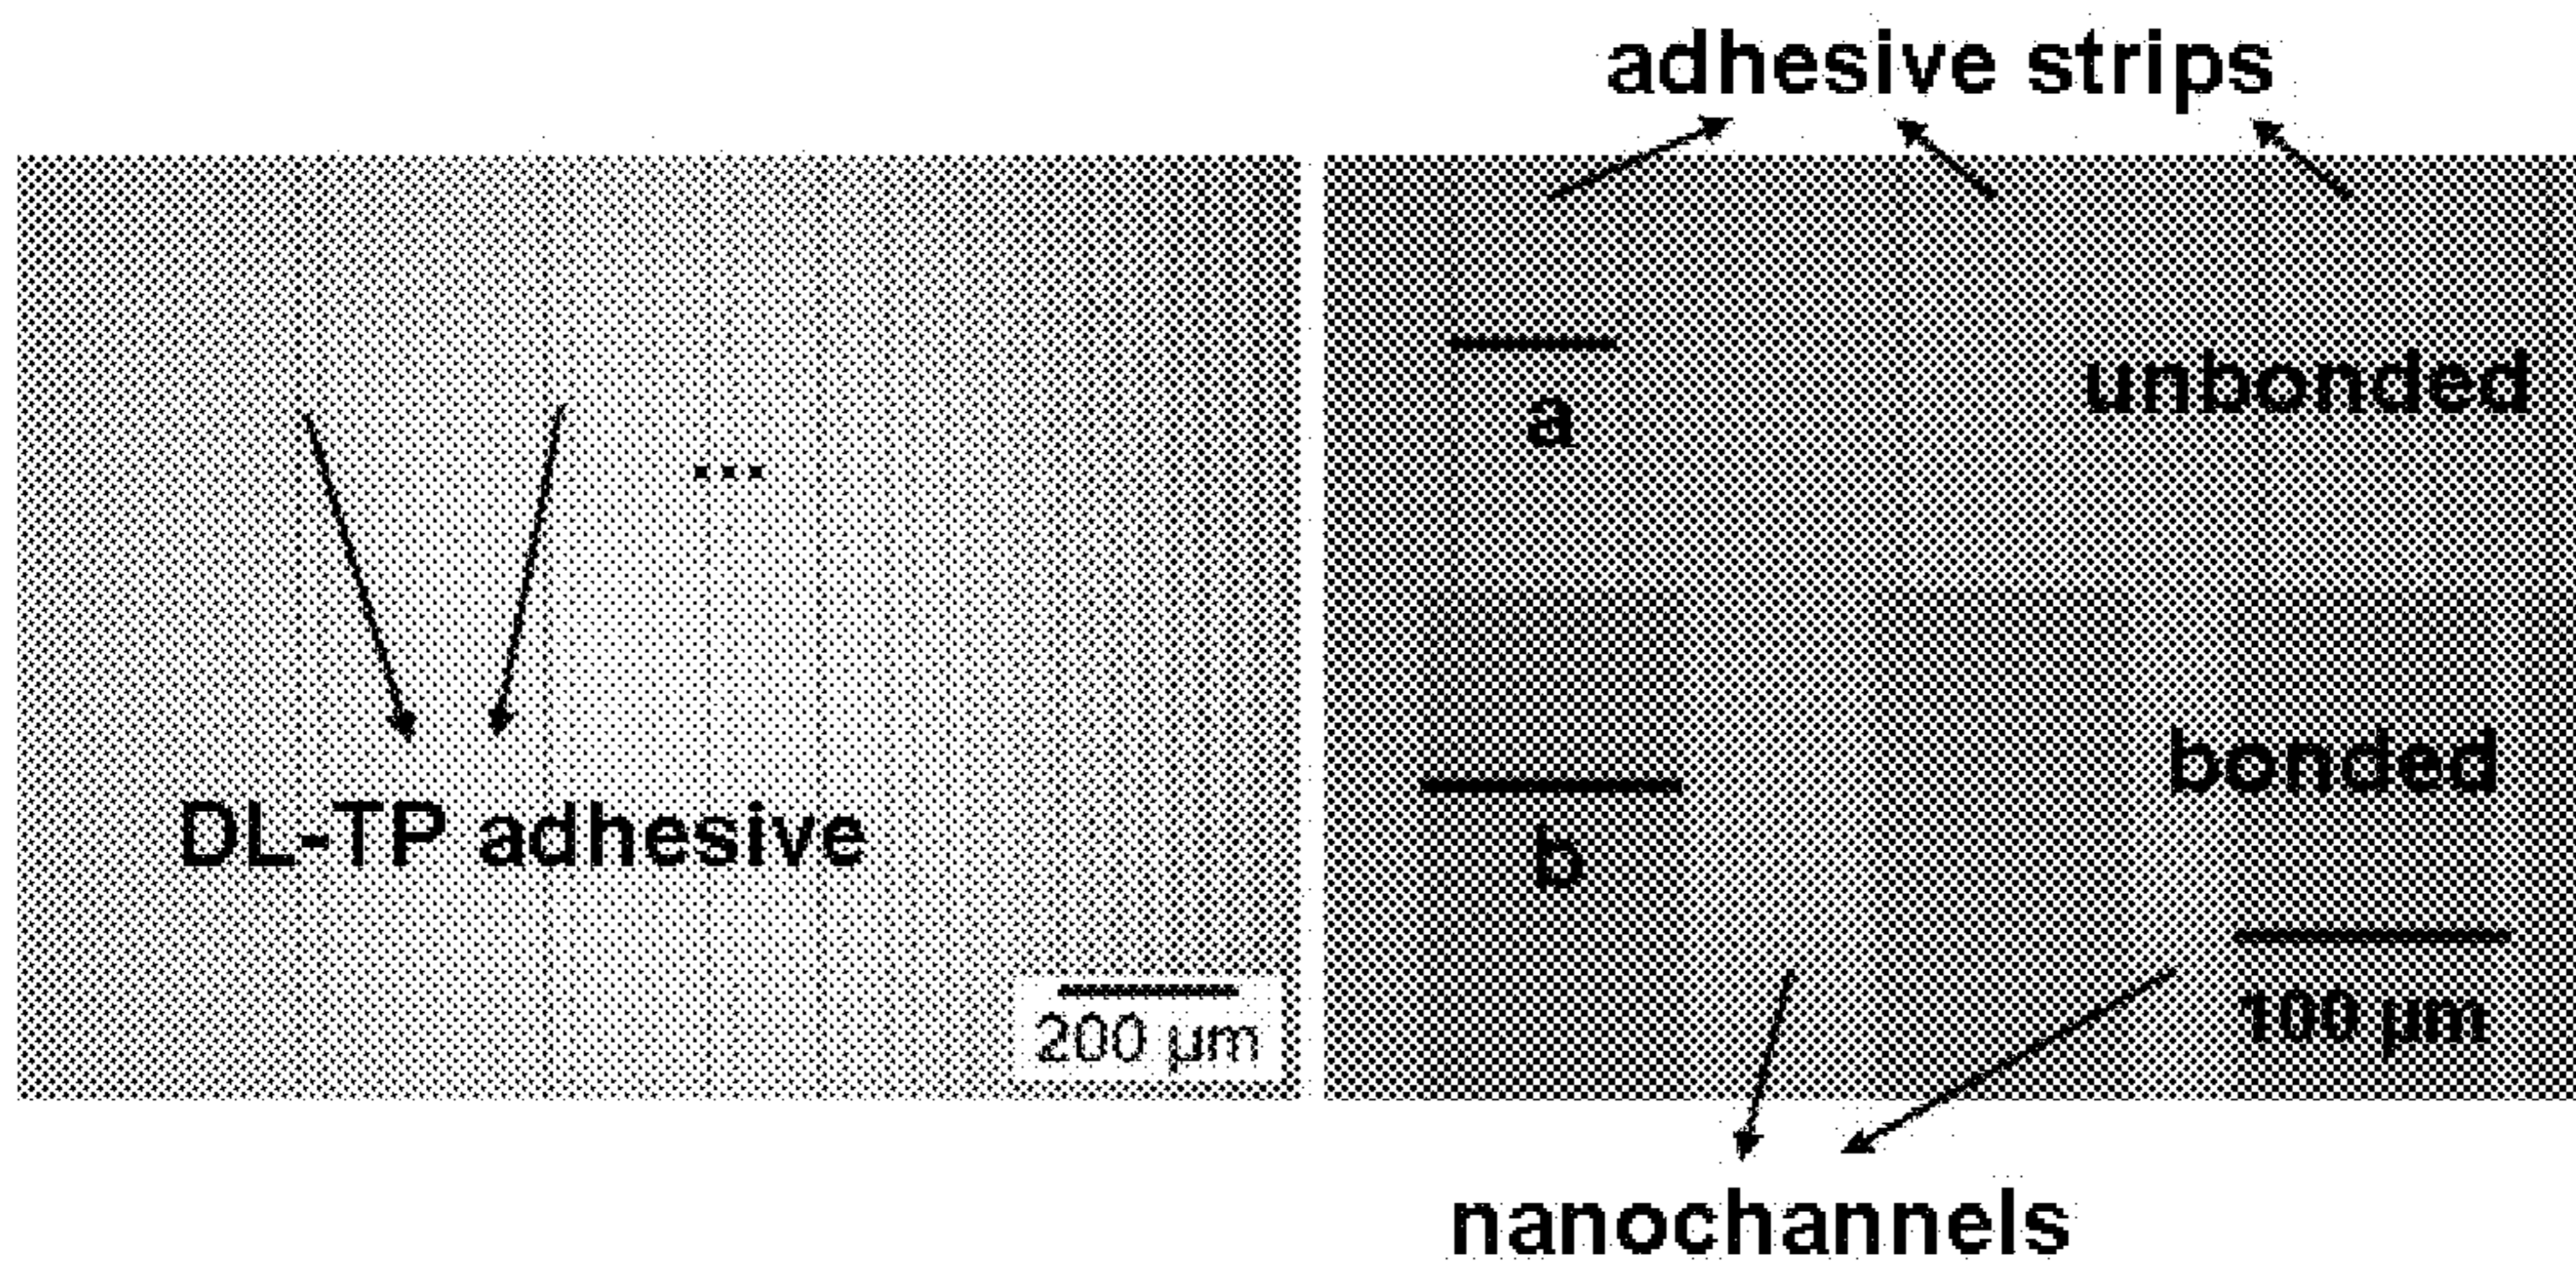 adhesive strips
a
unbonded
...
DL-TP adhesive
b
bonded
200 µm
100 µm
nanochannels